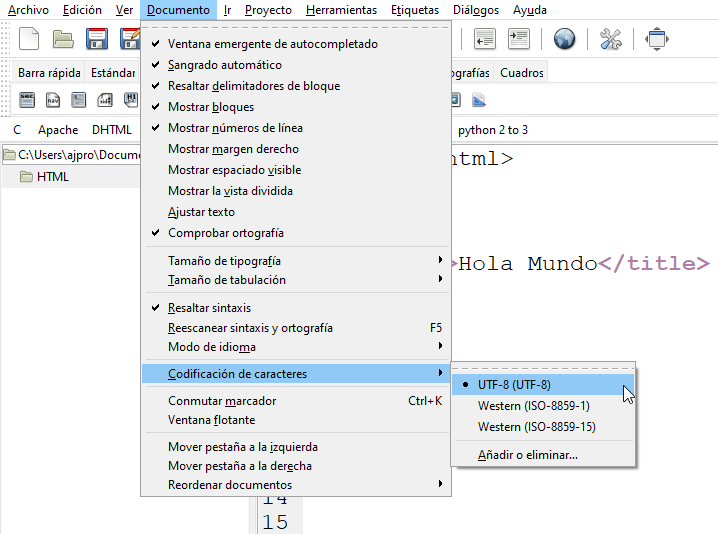 Archivo Edición Ver Documento Ir Proyecto Herramientas Etiquetas Diálogos Ayuda
Barra rápida Estándar ografías Cuadros
C Apache DHTML python 2 to 3
C:\Users\ajpro\Docume
HTML
Ventana emergente de autocompletado
Sangrado automático
Resaltar delimitadores de bloque
Mostrar bloques
Mostrar números de línea
Mostrar margen derecho
Mostrar espaciado visible
Mostrar la vista dividida
Ajustar texto
Comprobar ortografía
Tamaño de tipografía
Tamaño de tabulación
Resaltar sintaxis
Reescanear sintaxis y ortografía F5
Modo de idioma
Codificación de caracteres
Conmutar marcador Ctrl+K
Ventana flotante
Mover pestaña a la izquierda
Mover pestaña a la derecha
Reordenar documentos
UTF-8 (UTF-8)
Western (ISO-8859-1)
Western (ISO-8859-15)
Añadir o eliminar...
html>
>Hola Mundo</title>
14
15